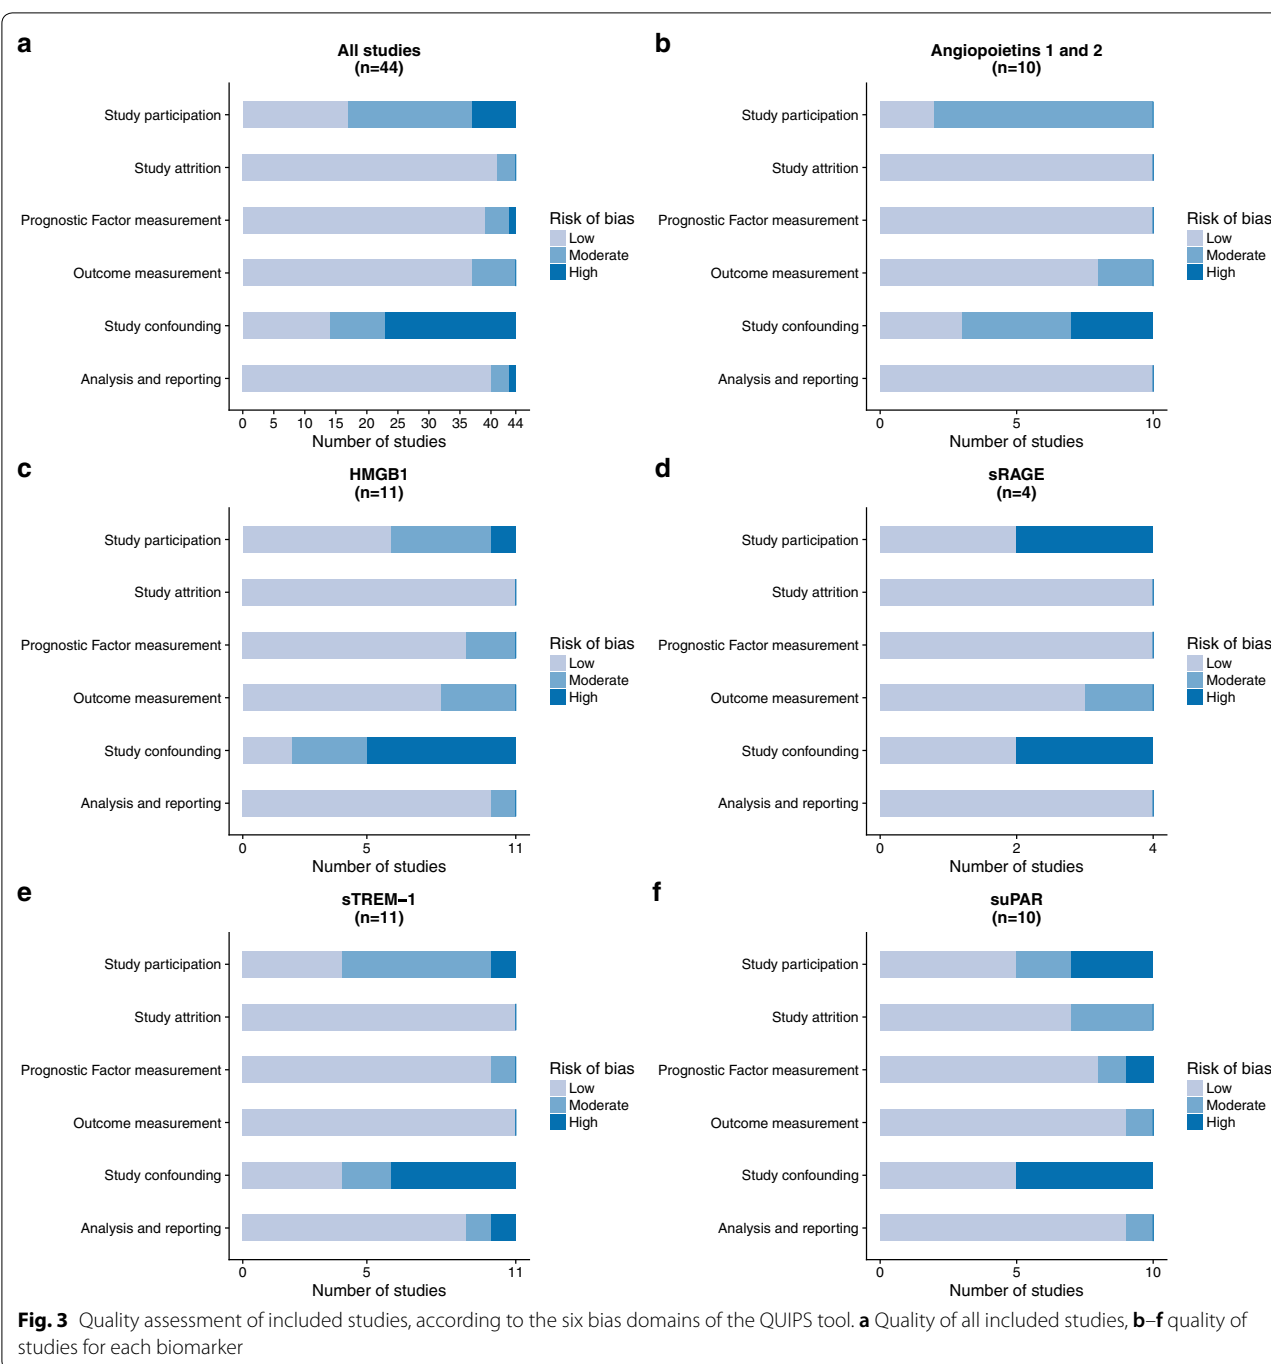 a
All studies
(n=44)
Study participation
Study attrition
Prognostic Factor measurement
Outcome measurement
Study confounding
Analysis and reporting
0 5 10 15 20 25 30 35 40 44
Number of studies
Risk of bias
Low
Moderate
High
b
Angiopoietins 1 and 2
(n=10)
Study participation
Study attrition
Prognostic Factor measurement
Outcome measurement
Study confounding
Analysis and reporting
0 5 10
Number of studies
Risk of bias
Low
Moderate
High
c
HMGB1
(n=11)
Study participation
Study attrition
Prognostic Factor measurement
Outcome measurement
Study confounding
Analysis and reporting
0 5 11
Number of studies
Risk of bias
Low
Moderate
High
d
sRAGE
(n=4)
Study participation
Study attrition
Prognostic Factor measurement
Outcome measurement
Study confounding
Analysis and reporting
0 2 4
Number of studies
Risk of bias
Low
Moderate
High
e
sTREM−1
(n=11)
Study participation
Study attrition
Prognostic Factor measurement
Outcome measurement
Study confounding
Analysis and reporting
0 5 11
Number of studies
Risk of bias
Low
Moderate
High
f
suPAR
(n=10)
Study participation
Study attrition
Prognostic Factor measurement
Outcome measurement
Study confounding
Analysis and reporting
0 5 10
Number of studies
Risk of bias
Low
Moderate
High
Fig. 3 Quality assessment of included studies, according to the six bias domains of the QUIPS tool. a Quality of all included studies, b–f quality of
studies for each biomarker